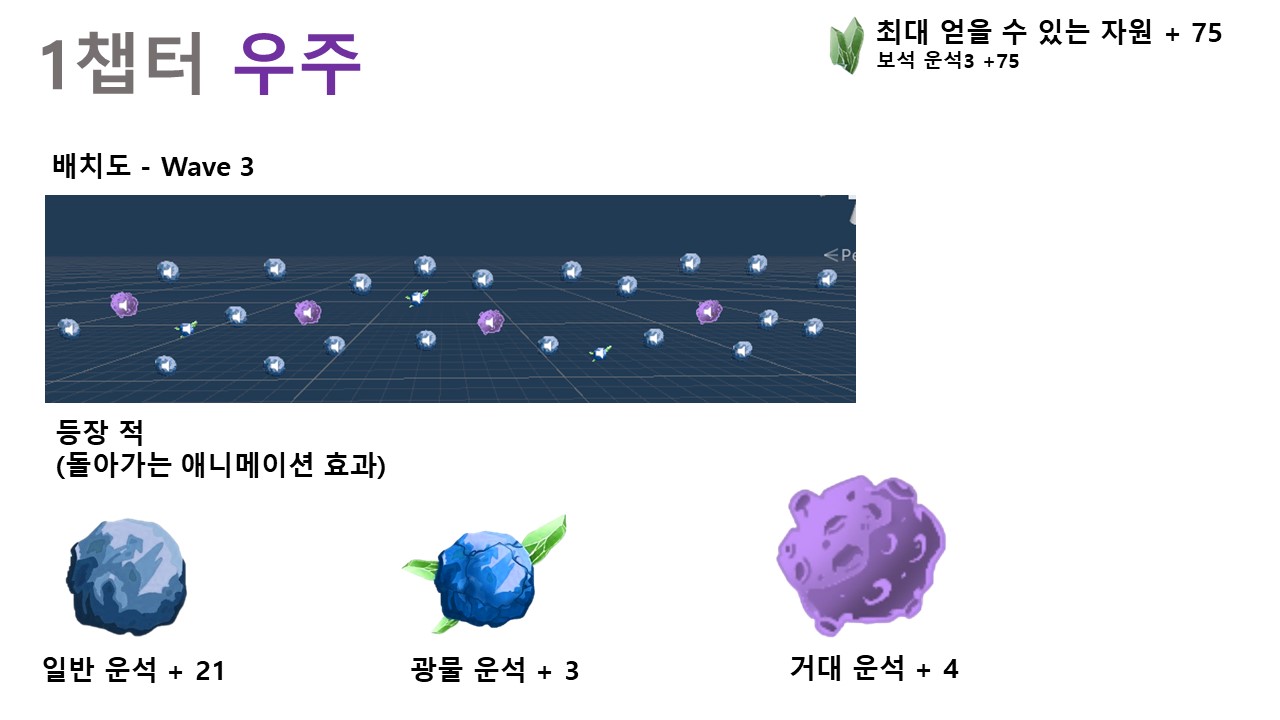 1챕터 우주
최대 얻을 수 있는 자원 + 75
보석 운석3 +75
배치도 - Wave 3
등장 적
(돌아가는 애니메이션 효과)
일반 운석 + 21
광물 운석 + 3
거대 운석 + 4